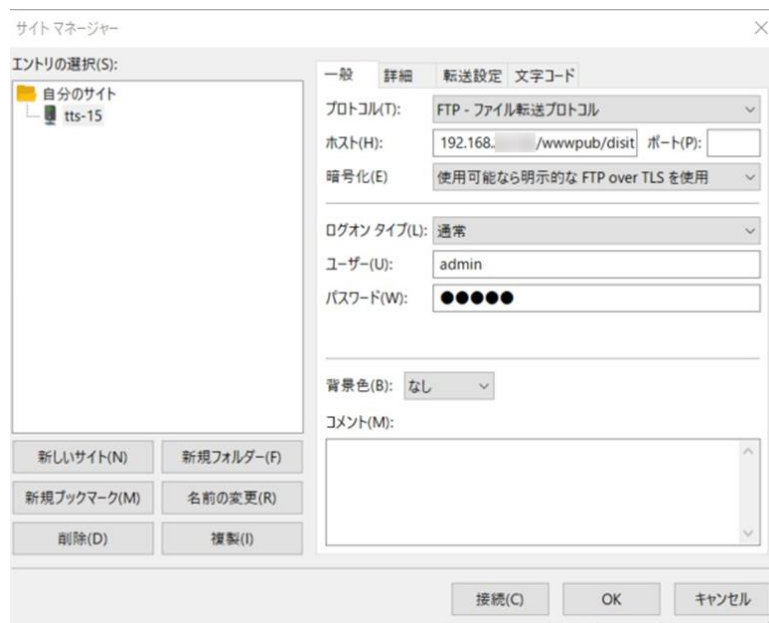 サイト マネージャー
エントリの選択(S):
自分のサイト
tts-15
新しいサイト(N)
新規フォルダー(F)
新規ブックマーク(M)
名前の変更(R)
削除(D)
複製(I)
一般 詳細 転送設定 文字コード
プロトコル(T): FTP - ファイル転送プロトコル
ホスト(H): 192.168. /wwwpub/disit ポート(P):
暗号化(E) 使用可能なら明示的な FTP over TLS を使用
ログオン タイプ(L): 通常
ユーザー(U): admin
パスワード(W): ●●●●●
背景色(B): なし
コメント(M):
接続(C) OK キャンセル